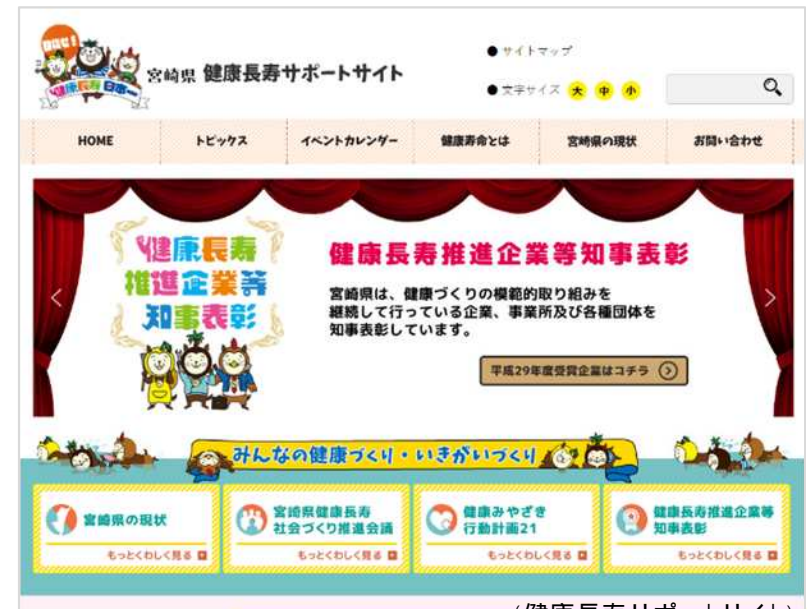 目指せ!
健康長寿日本一
宮崎県 健康長寿サポートサイト
● サイトマップ
● 文字サイズ 大 中 小
HOME トピックス イベントカレンダー 健康寿命とは 宮崎県の現状 お問い合わせ
健康長寿
推進企業等
知事表彰
健康長寿推進企業等知事表彰
宮崎県は、健康づくりの模範的取り組みを
継続して行っている企業、事業所及び各種団体を
知事表彰しています。
平成29年度受賞企業はコチラ
みんなの健康づくり・いきがいづくり
宮崎県の現状
もっとくわしく見る
宮崎県健康長寿
社会づくり推進会議
もっとくわしく見る
健康みやざき
行動計画21
もっとくわしく見る
健康長寿推進企業等
知事表彰
もっとくわしく見る
(健康長寿サポートサイト)